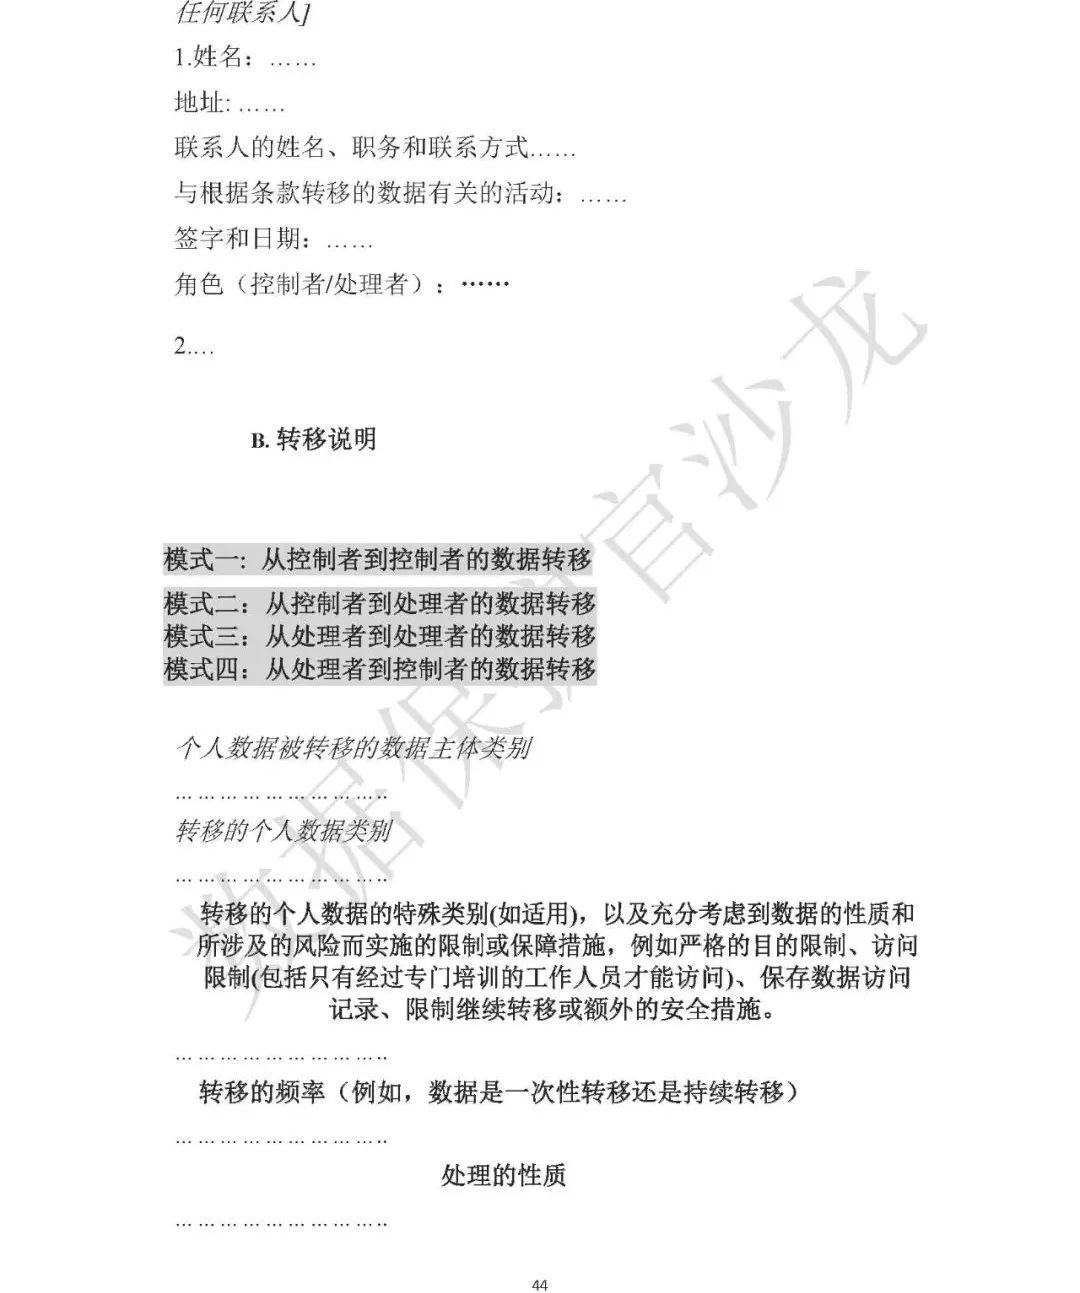 任何联系人]
1.姓名：……
地址: ……
联系人的姓名、职务和联系方式……
与根据条款转移的数据有关的活动：……
签字和日期：……
角色（控制者/处理者）：……
2.…
B. 转移说明
模式一：从控制者到控制者的数据转移
模式二：从控制者到处理者的数据转移
模式三：从处理者到处理者的数据转移
模式四：从处理者到控制者的数据转移
个人数据被转移的数据主体类别
………………………..
转移的个人数据类别
………………………..
转移的个人数据的特殊类别(如适用)，以及充分考虑到数据的性质和
所涉及的风险而实施的限制或保障措施，例如严格的目的限制、访问
限制(包括只有经过专门培训的工作人员才能访问)、保存数据访问
记录、限制继续转移或额外的安全措施。
………………………..
转移的频率（例如，数据是一次性转移还是持续转移）
………………………..
处理的性质
………………………..
44
数据保护官沙龙